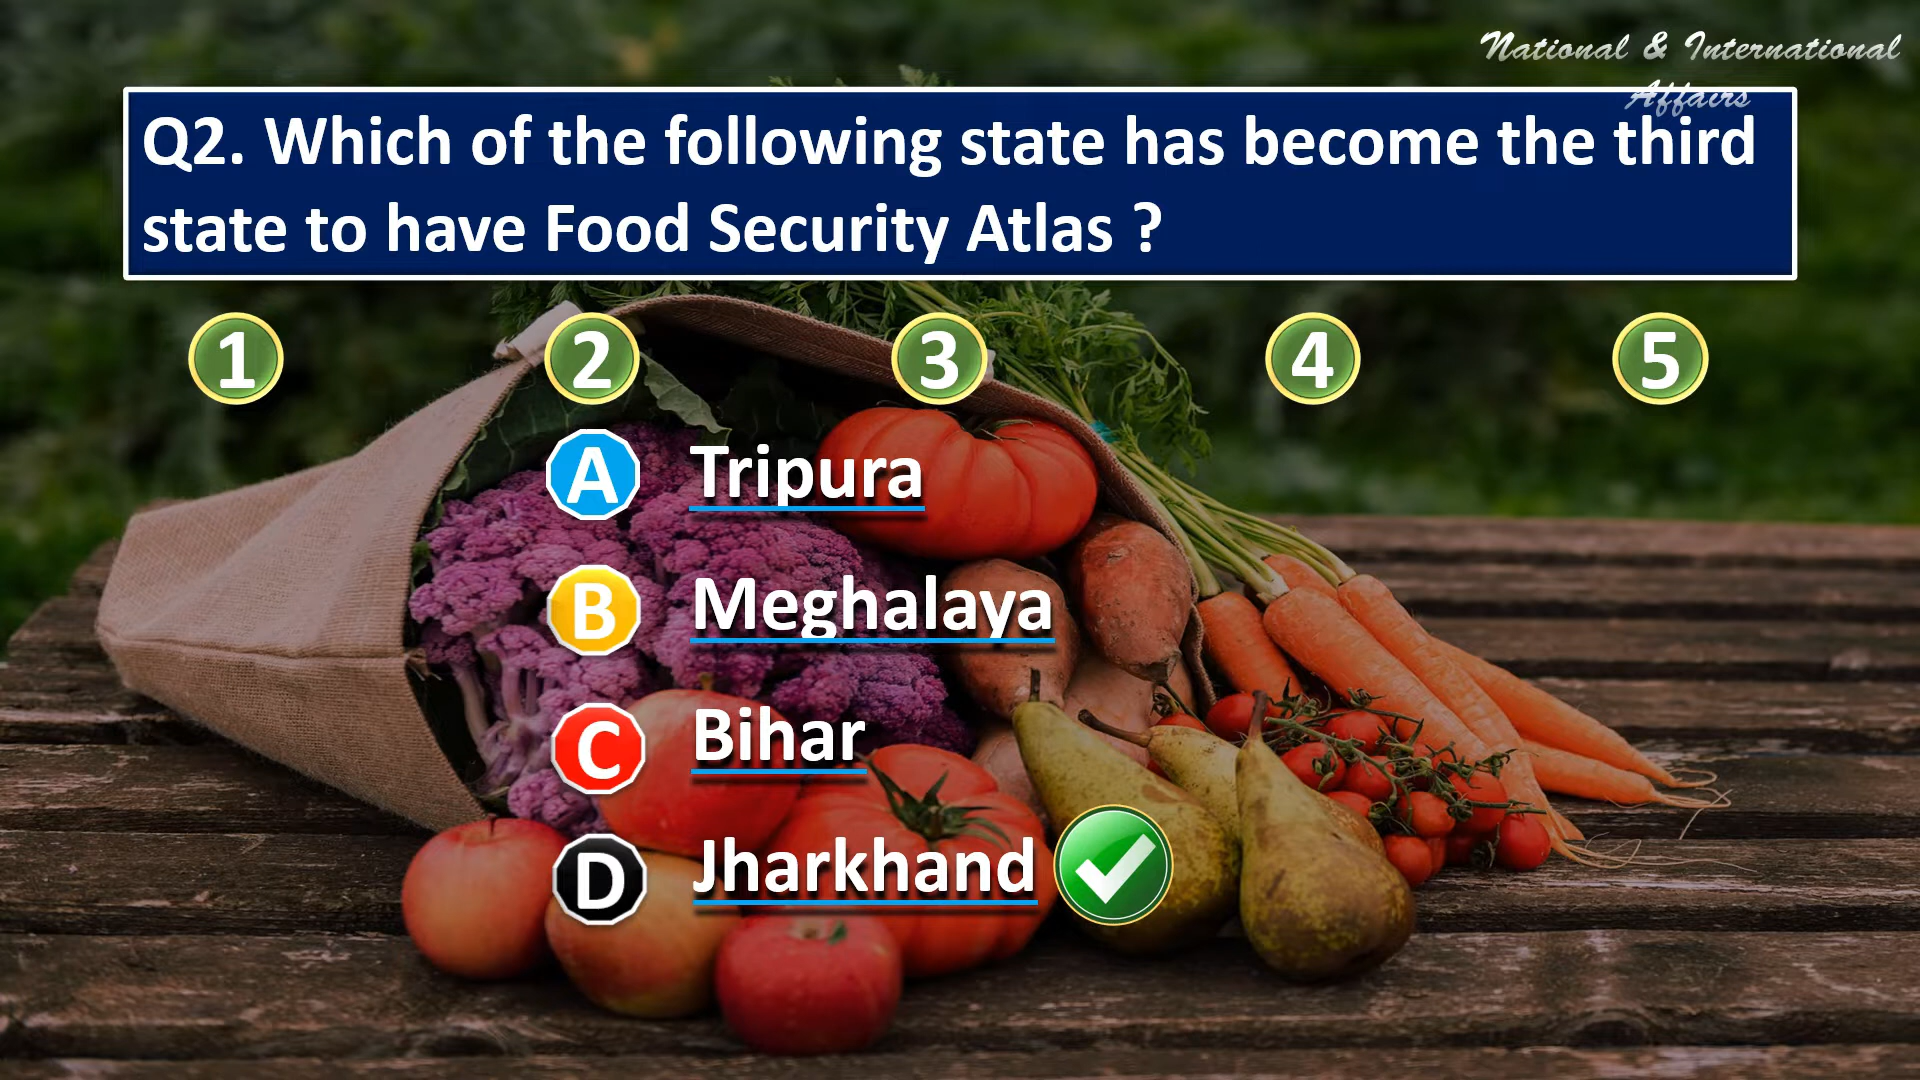 National & International
Affairs
Q2. Which of the following state has become the third
state to have Food Security Atlas ?
1 2 3 4 5
A Tripura
B Meghalaya
C Bihar
D Jharkhand